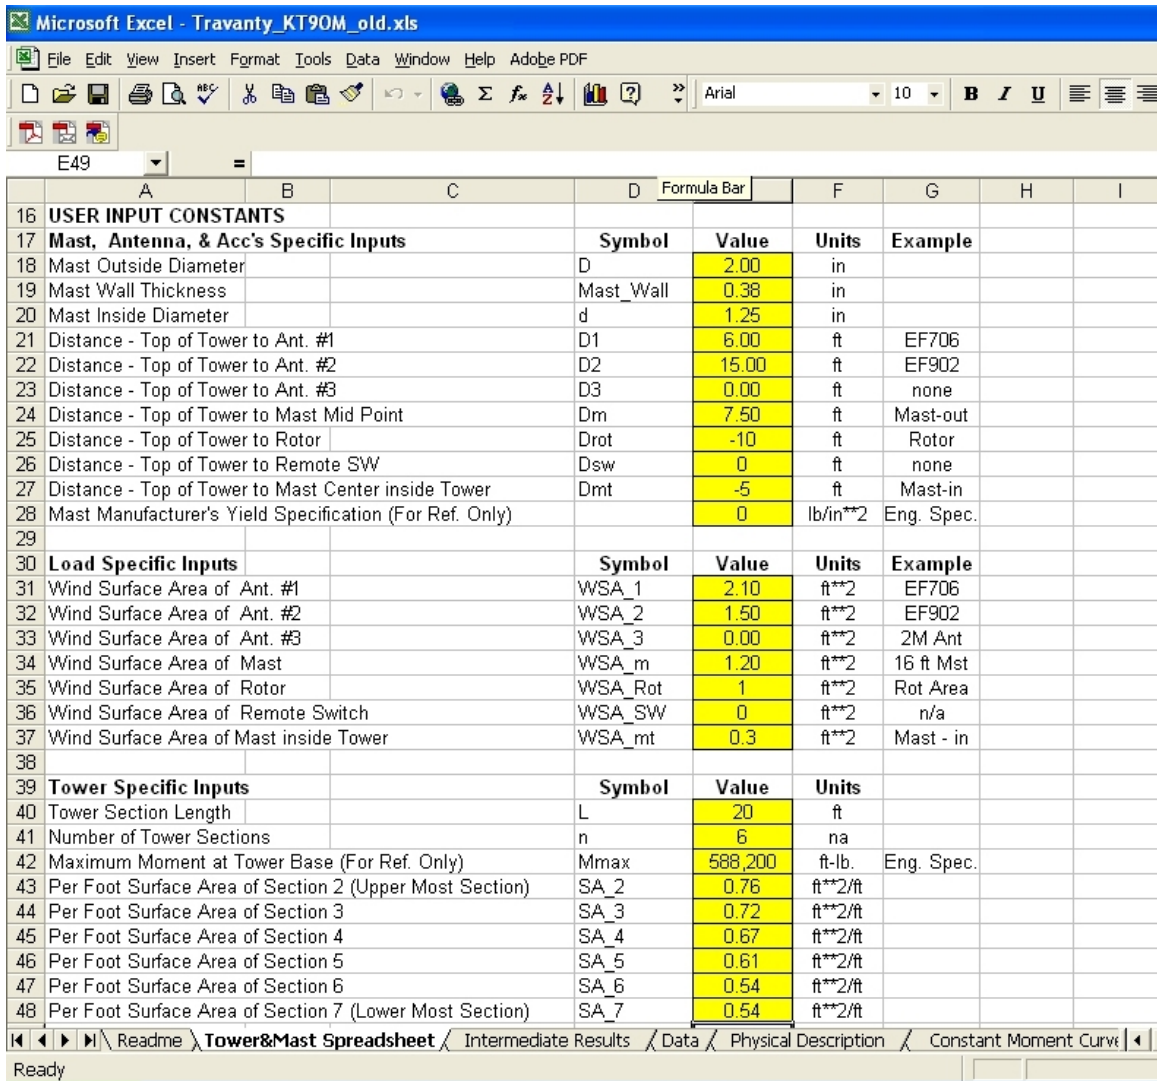 Microsoft Excel - Travanty_KT9OM_old.xls
File Edit View Insert Format Tools Data Window Help Adobe PDF
Arial 10 B I U
E49 =
Formula Bar
A B C D F G H I
16 USER INPUT CONSTANTS
17 Mast, Antenna, & Acc's Specific Inputs Symbol Value Units Example
18 Mast Outside Diameter D 2.00 in
19 Mast Wall Thickness Mast_Wall 0.38 in
20 Mast Inside Diameter d 1.25 in
21 Distance - Top of Tower to Ant. #1 D1 6.00 ft EF706
22 Distance - Top of Tower to Ant. #2 D2 15.00 ft EF902
23 Distance - Top of Tower to Ant. #3 D3 0.00 ft none
24 Distance - Top of Tower to Mast Mid Point Dm 7.50 ft Mast-out
25 Distance - Top of Tower to Rotor Drot -10 ft Rotor
26 Distance - Top of Tower to Remote SW Dsw 0 ft none
27 Distance - Top of Tower to Mast Center inside Tower Dmt -5 ft Mast-in
28 Mast Manufacturer's Yield Specification (For Ref. Only) 0 lb/in**2 Eng. Spec.
29
30 Load Specific Inputs Symbol Value Units Example
31 Wind Surface Area of Ant. #1 WSA_1 2.10 ft**2 EF706
32 Wind Surface Area of Ant. #2 WSA_2 1.50 ft**2 EF902
33 Wind Surface Area of Ant. #3 WSA_3 0.00 ft**2 2M Ant
34 Wind Surface Area of Mast WSA_m 1.20 ft**2 16 ft Mst
35 Wind Surface Area of Rotor WSA_Rot 1 ft**2 Rot Area
36 Wind Surface Area of Remote Switch WSA_SW 0 ft**2 n/a
37 Wind Surface Area of Mast inside Tower WSA_mt 0.3 ft**2 Mast - in
38
39 Tower Specific Inputs Symbol Value Units
40 Tower Section Length L 20 ft
41 Number of Tower Sections n 6 na
42 Maximum Moment at Tower Base (For Ref. Only) Mmax 588,200 ft-lb. Eng. Spec.
43 Per Foot Surface Area of Section 2 (Upper Most Section) SA_2 0.76 ft**2/ft
44 Per Foot Surface Area of Section 3 SA_3 0.72 ft**2/ft
45 Per Foot Surface Area of Section 4 SA_4 0.67 ft**2/ft
46 Per Foot Surface Area of Section 5 SA_5 0.61 ft**2/ft
47 Per Foot Surface Area of Section 6 SA_6 0.54 ft**2/ft
48 Per Foot Surface Area of Section 7 (Lower Most Section) SA_7 0.54 ft**2/ft
Readme Tower&Mast Spreadsheet Intermediate Results Data Physical Description Constant Moment Curve
Ready